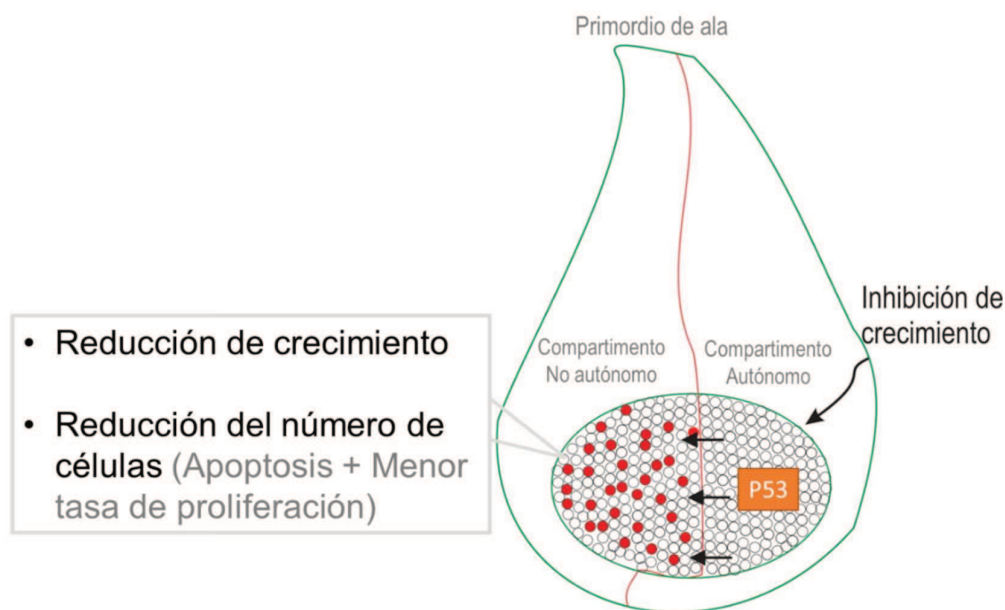 Primordio de ala
Inhibición de
crecimiento
Compartimento
No autónomo
Compartimento
Autónomo
• Reducción de crecimiento
• Reducción del número de
células (Apoptosis + Menor
tasa de proliferación)
P53